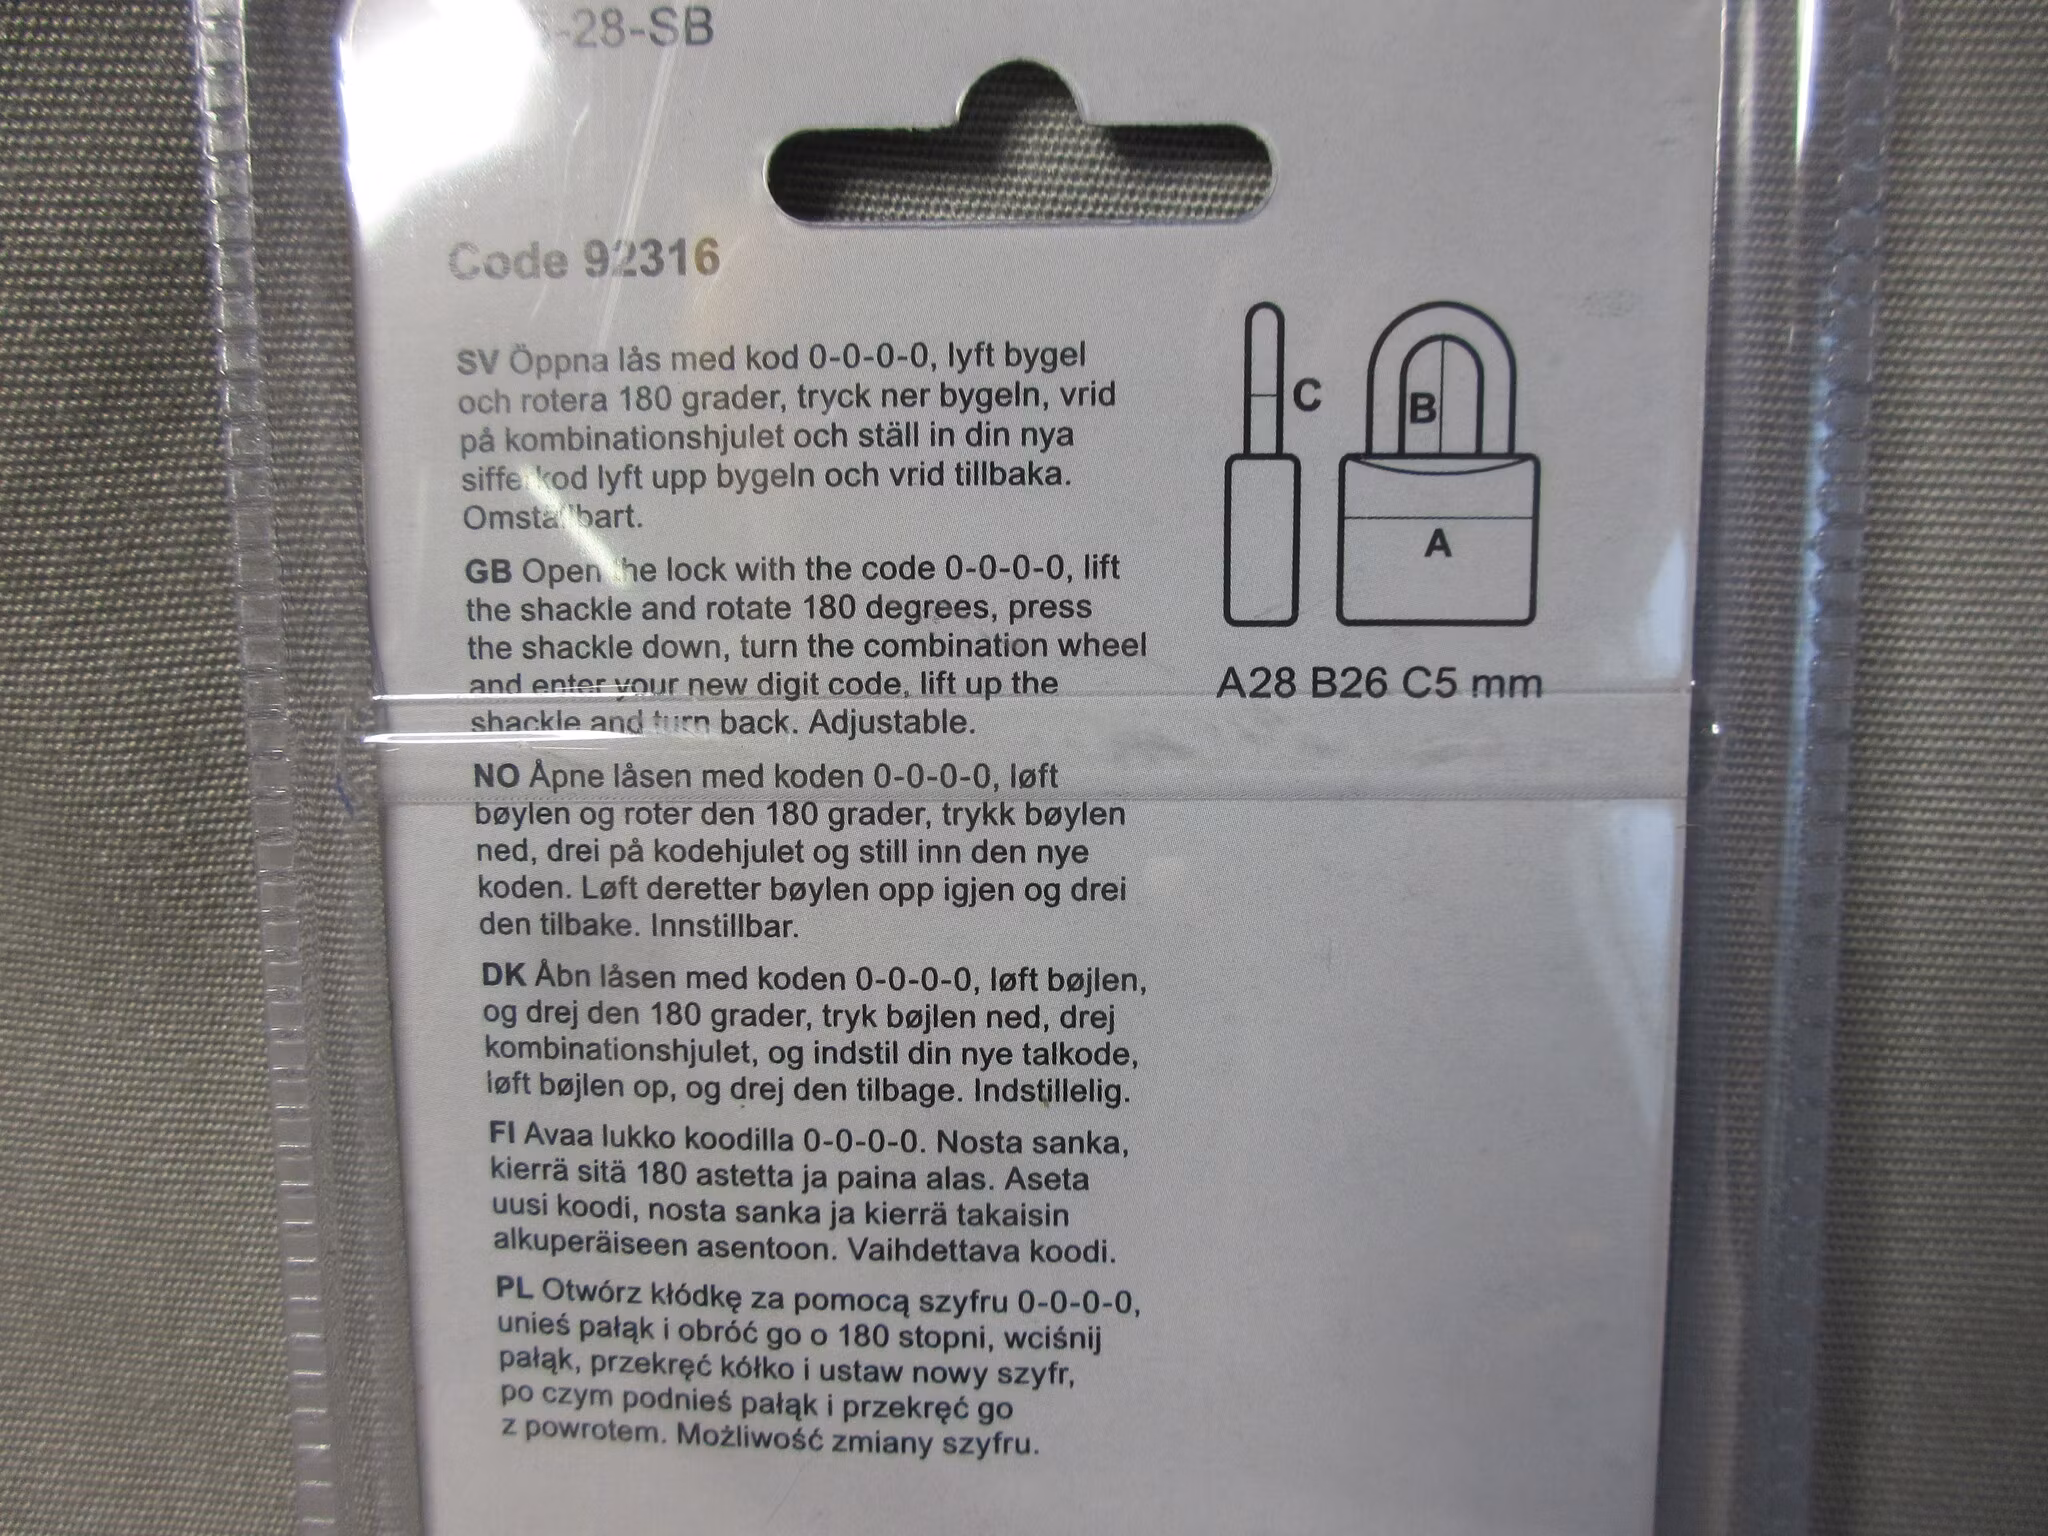 -28-SB
Code 92316
SV Öppna lås med kod 0-0-0-0, lyft bygel
och rotera 180 grader, tryck ner bygeln, vrid
på kombinationshjulet och ställ in din nya
sifferkod lyft upp bygeln och vrid tillbaka.
Omställbart.
GB Open the lock with the code 0-0-0-0, lift
the shackle and rotate 180 degrees, press
the shackle down, turn the combination wheel
and enter your new digit code, lift up the
shackle and turn back. Adjustable.
NO Åpne låsen med koden 0-0-0-0, løft
bøylen og roter den 180 grader, trykk bøylen
ned, drei på kodehjulet og still inn den nye
koden. Løft deretter bøylen opp igjen og drei
den tilbake. Innstillbar.
DK Åbn låsen med koden 0-0-0-0, løft bøjlen,
og drej den 180 grader, tryk bøjlen ned, drej
kombinationshjulet, og indstil din nye talkode,
løft bøjlen op, og drej den tilbage. Indstillelig.
FI Avaa lukko koodilla 0-0-0-0. Nosta sanka,
kierrä sitä 180 astetta ja paina alas. Aseta
uusi koodi, nosta sanka ja kierrä takaisin
alkuperäiseen asentoon. Vaihdettava koodi.
PL Otwórz kłódkę za pomocą szyfru 0-0-0-0,
unieś pałąk i obróć go o 180 stopni, wciśnij
pałąk, przekręć kółko i ustaw nowy szyfr,
po czym podnieś pałąk i przekręć go
z powrotem. Możliwość zmiany szyfru.
C
B
A
A28 B26 C5 mm